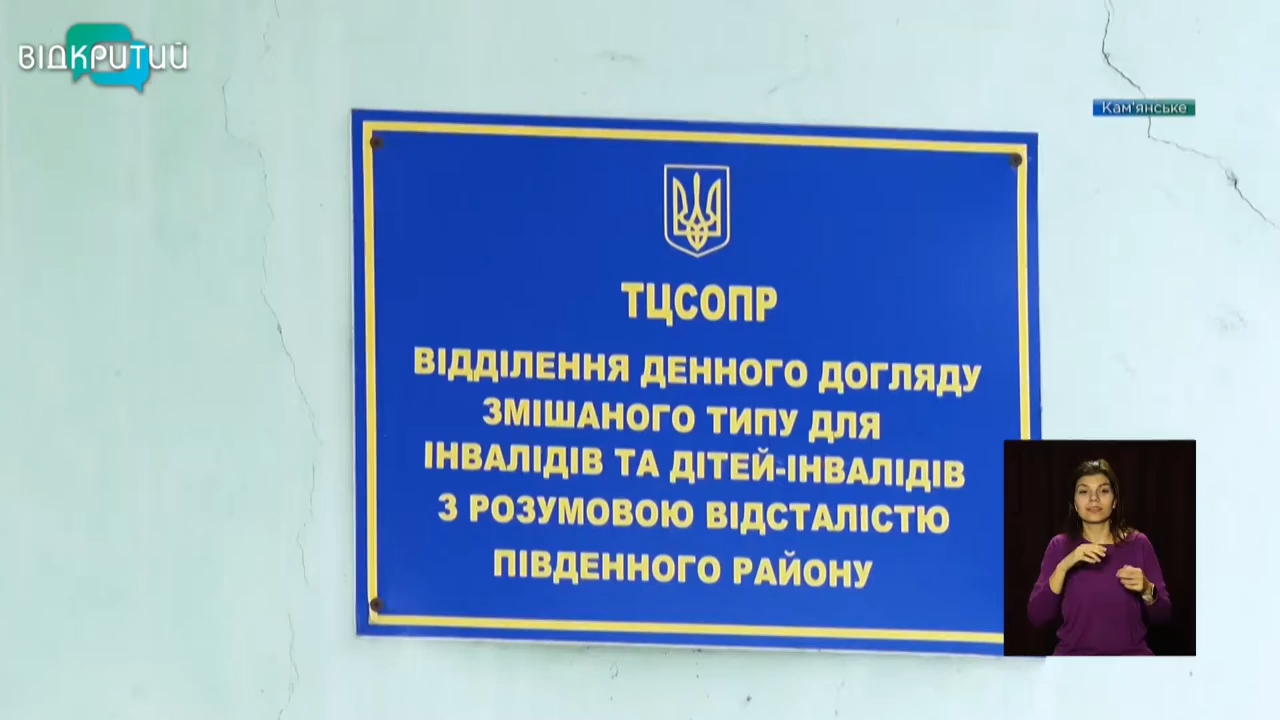 ВІДКРИТИЙ
Кам'янське
ТЦСОПР
ВІДДІЛЕННЯ ДЕННОГО ДОГЛЯДУ
ЗМІШАНОГО ТИПУ ДЛЯ
ІНВАЛІДІВ ТА ДІТЕЙ-ІНВАЛІДІВ
З РОЗУМОВОЮ ВІДСТАЛІСТЮ
ПІВДЕННОГО РАЙОНУ